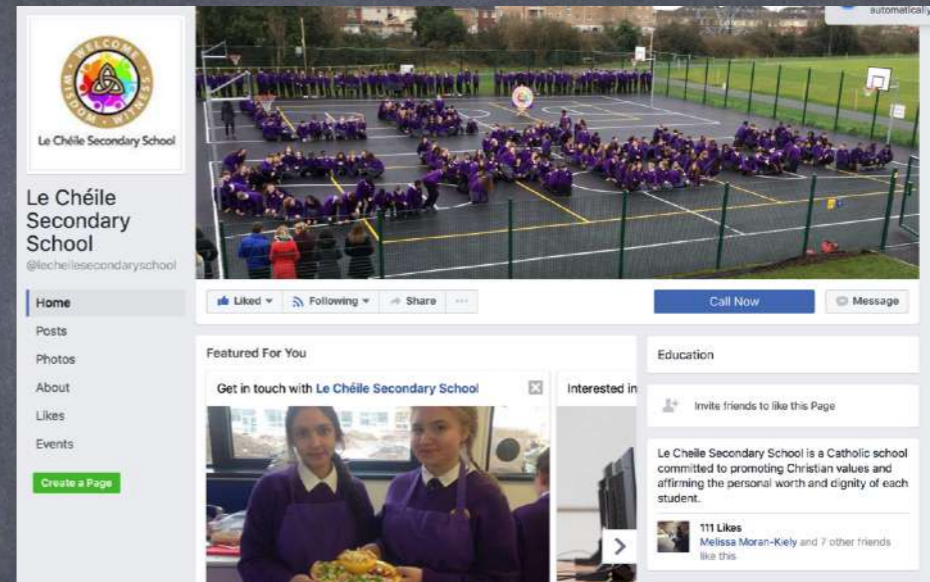 automatically
WELCOME
WISDOM • WITNESS
Le Chéile Secondary School
Le Chéile
Secondary
School
@lecheilesecondaryschool
Home
Posts
Photos
About
Likes
Events
Create a Page
Liked
Following
Share
Call Now
Message
Featured For You
Get in touch with Le Chéile Secondary School
Interested in
Education
Invite friends to like this Page
Le Cheile Secondary School is a Catholic school
committed to promoting Christian values and
affirming the personal worth and dignity of each
student.
111 Likes
Melissa Moran-Kiely and 7 other friends
like this